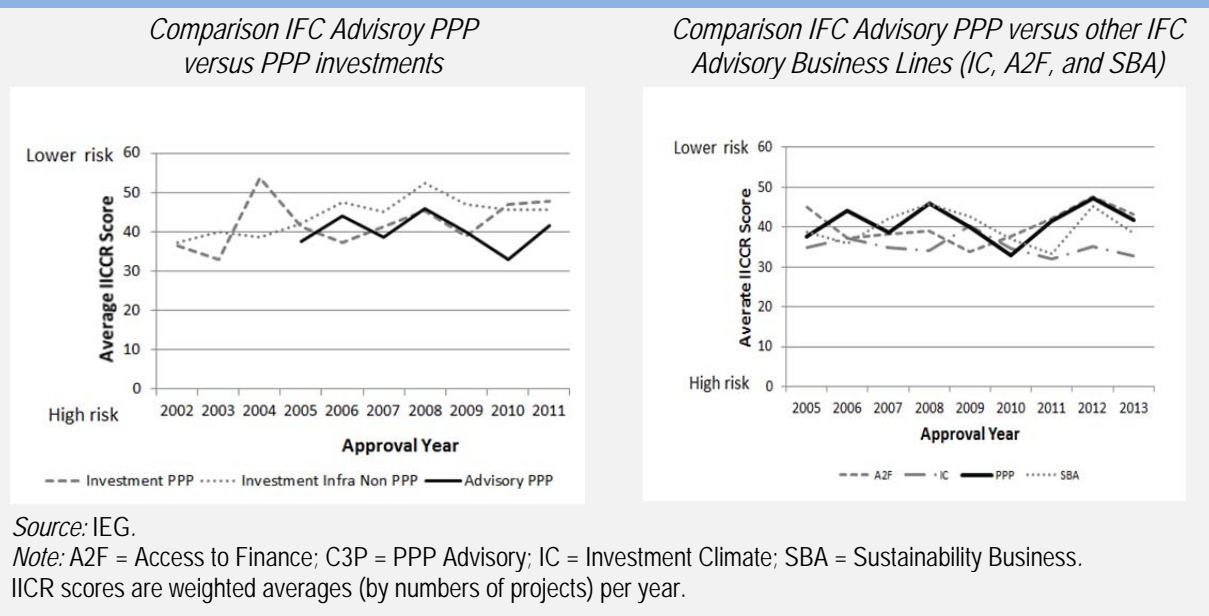 Comparison IFC Advisroy PPP
versus PPP investments
Lower risk 60
50
40
30
20
10
0
High risk
Average IICCR Score
2002 2003 2004 2005 2006 2007 2008 2009 2010 2011
Approval Year
Investment PPP Investment Infra Non PPP Advisory PPP
Comparison IFC Advisory PPP versus other IFC
Advisory Business Lines (IC, A2F, and SBA)
Lower risk 60
50
40
30
20
10
High risk 0
Averate IICCR Score
2005 2006 2007 2008 2009 2010 2011 2012 2013
Approval Year
A2F IC PPP SBA
Source: IEG.
Note: A2F = Access to Finance; C3P = PPP Advisory; IC = Investment Climate; SBA = Sustainability Business.
IICR scores are weighted averages (by numbers of projects) per year.